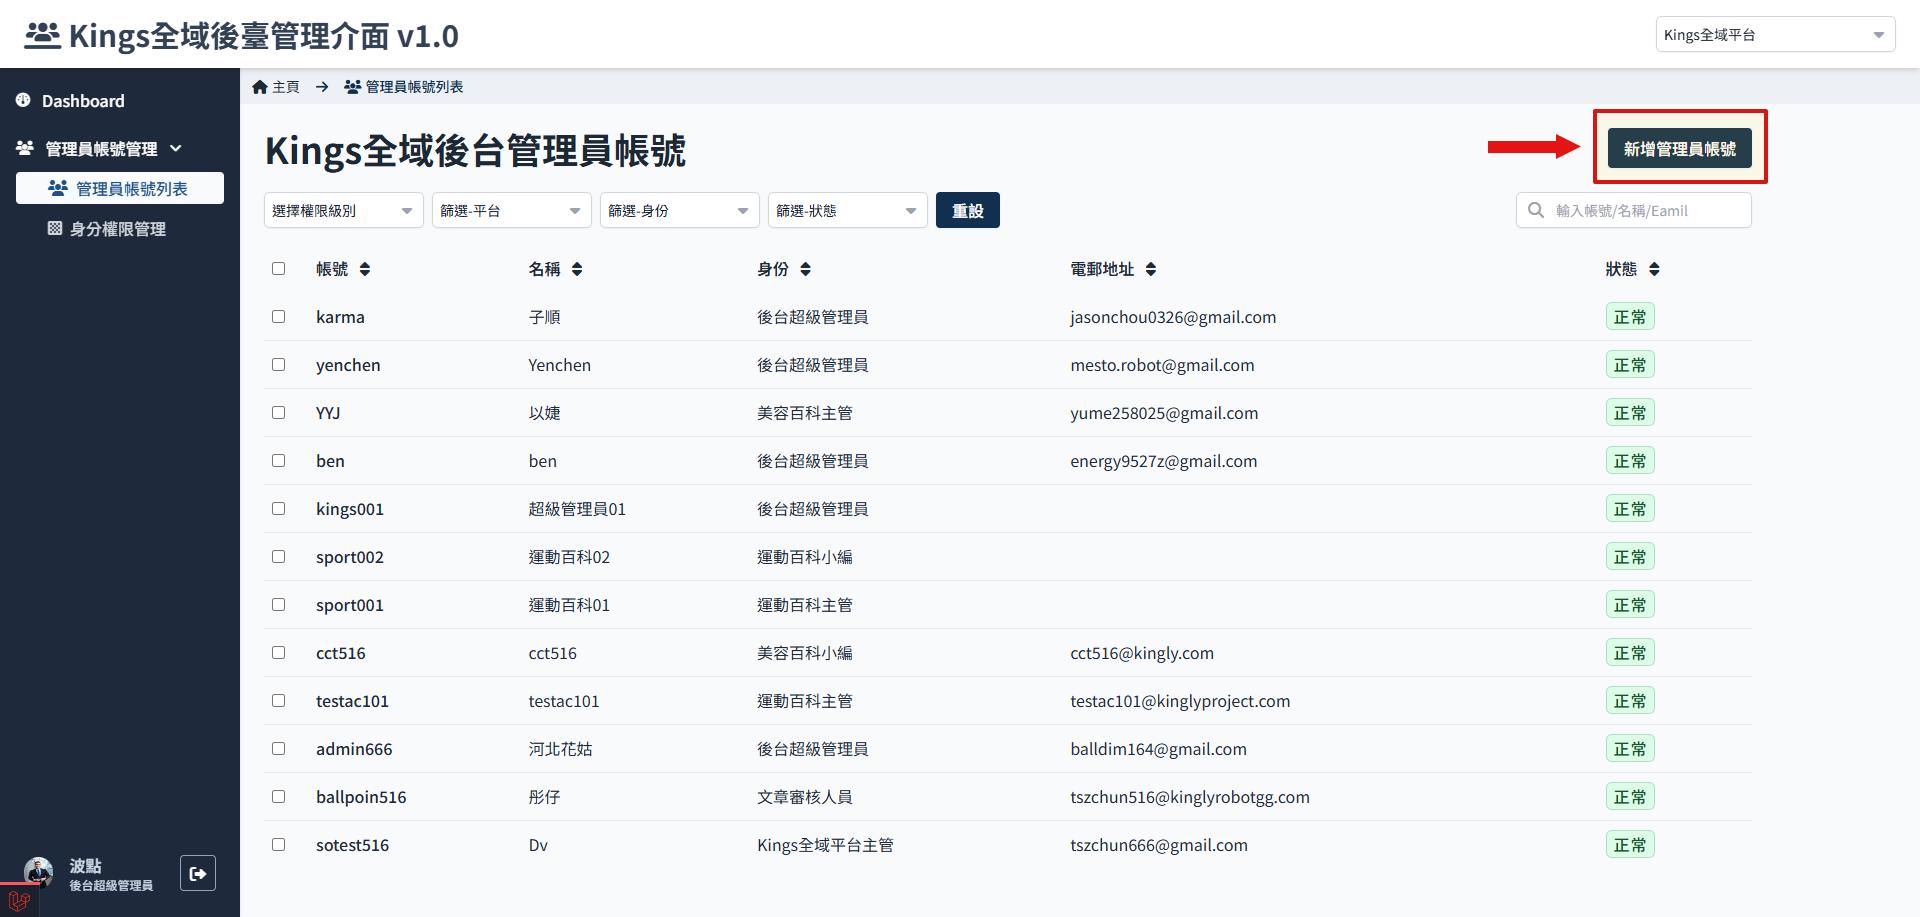 Kings全域後臺管理介面 v1.0
Kings全域平台
Dashboard
管理員帳號管理
管理員帳號列表
身分權限管理
主頁 管理員帳號列表
Kings全域後台管理員帳號
新增管理員帳號
選擇權限級別 篩選-平台 篩選-身份 篩選-狀態 重設 輸入帳號/名稱/Eamil
帳號 名稱 身份 電郵地址 狀態
karma 子順 後台超級管理員 jasonchou0326@gmail.com 正常
yenchen Yenchen 後台超級管理員 mesto.robot@gmail.com 正常
YYJ 以婕 美容百科主管 yume258025@gmail.com 正常
ben ben 後台超級管理員 energy9527z@gmail.com 正常
kings001 超級管理員01 後台超級管理員 正常
sport002 運動百科02 運動百科小編 正常
sport001 運動百科01 運動百科主管 正常
cct516 cct516 美容百科小編 cct516@kingly.com 正常
testac101 testac101 運動百科主管 testac101@kinglyproject.com 正常
admin666 河北花姑 後台超級管理員 balldim164@gmail.com 正常
ballpoin516 彤仔 文章審核人員 tszchun516@kinglyrobotgg.com 正常
sotest516 Dv Kings全域平台主管 tszchun666@gmail.com 正常
波點
後台超級管理員